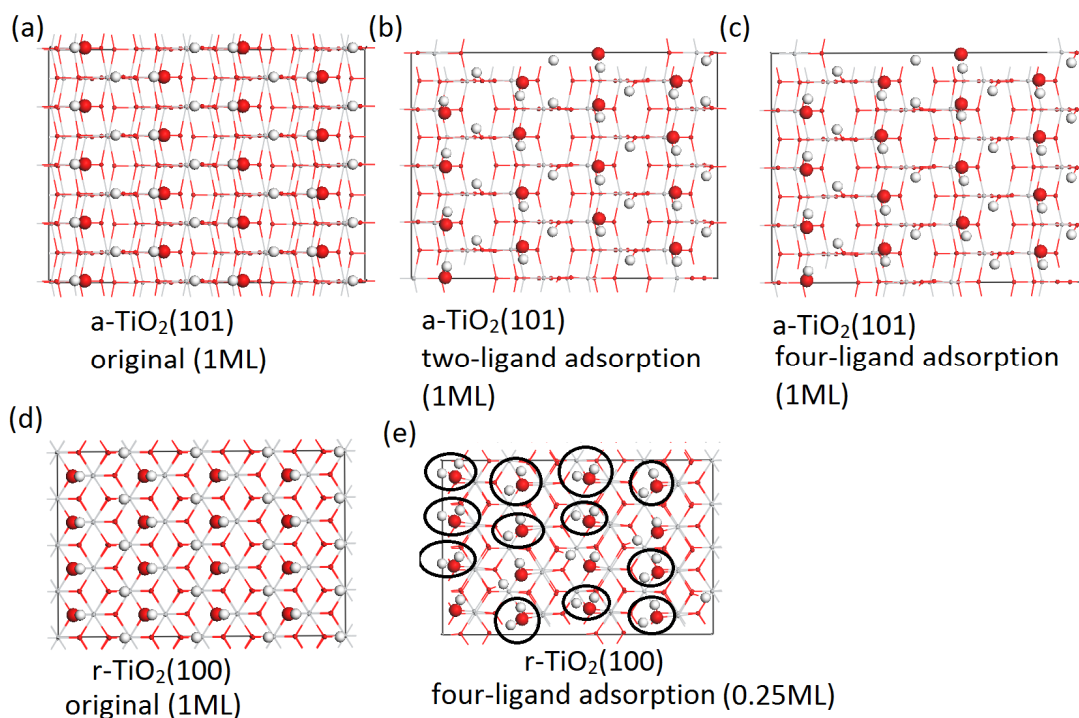 (a)
(b)
(c)
a-TiO₂(101)
original (1ML)
a-TiO₂(101)
two-ligand adsorption
(1ML)
a-TiO₂(101)
four-ligand adsorption
(1ML)
(d)
(e)
r-TiO₂(100)
original (1ML)
r-TiO₂(100)
four-ligand adsorption (0.25ML)